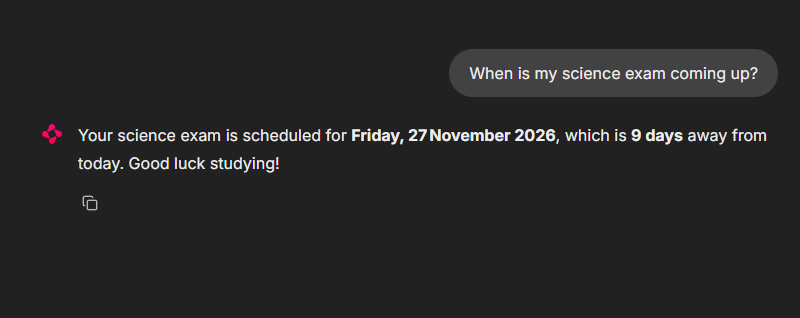 When is my science exam coming up?
Your science exam is scheduled for Friday, 27 November 2026, which is 9 days away from
today. Good luck studying!